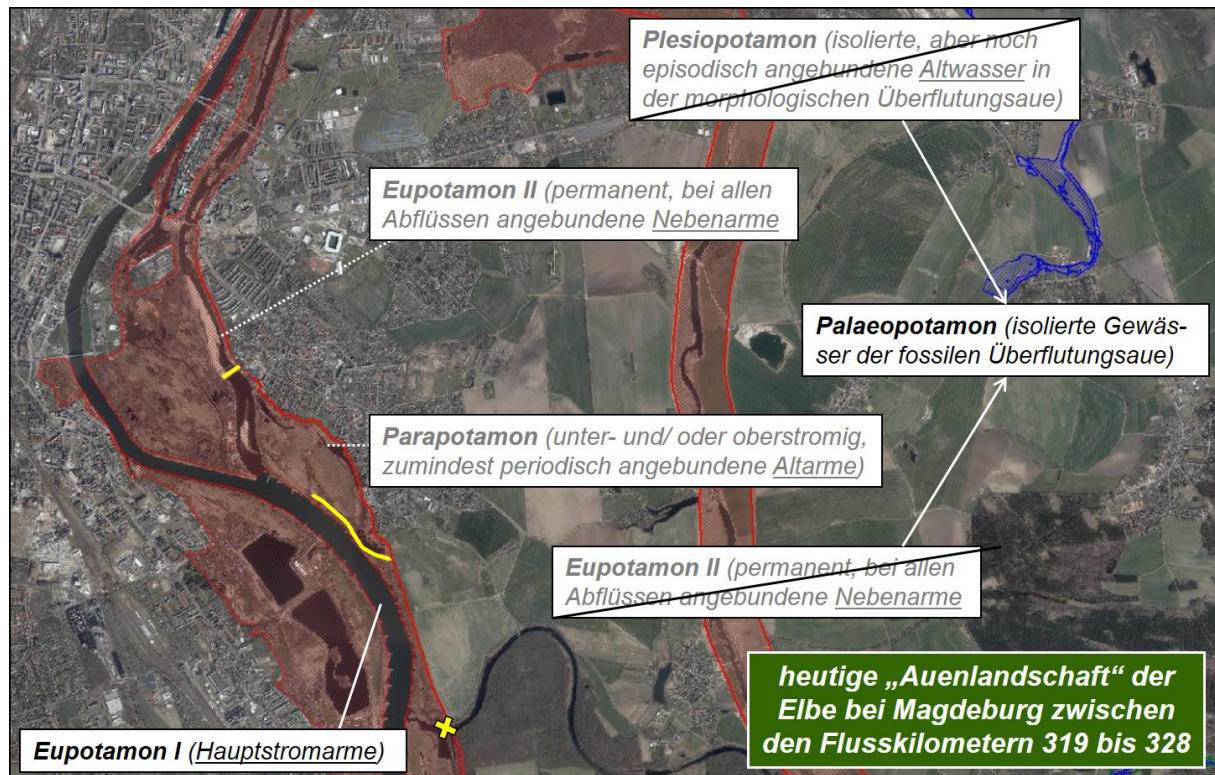 Plesiopotamon (isolierte, aber noch
episodisch angebundene Altwasser in
der morphologischen Überflutungsaue)
Eupotamon II (permanent, bei allen
Abflüssen angebundene Nebenarme
Palaeopotamon (isolierte Gewäs-
ser der fossilen Überflutungsaue)
Parapotamon (unter- und/ oder oberstromig,
zumindest periodisch angebundene Altarme)
Eupotamon II (permanent, bei allen
Abflüssen angebundene Nebenarme
heutige „Auenlandschaft“ der
Elbe bei Magdeburg zwischen
den Flusskilometern 319 bis 328
Eupotamon I (Hauptstromarme)